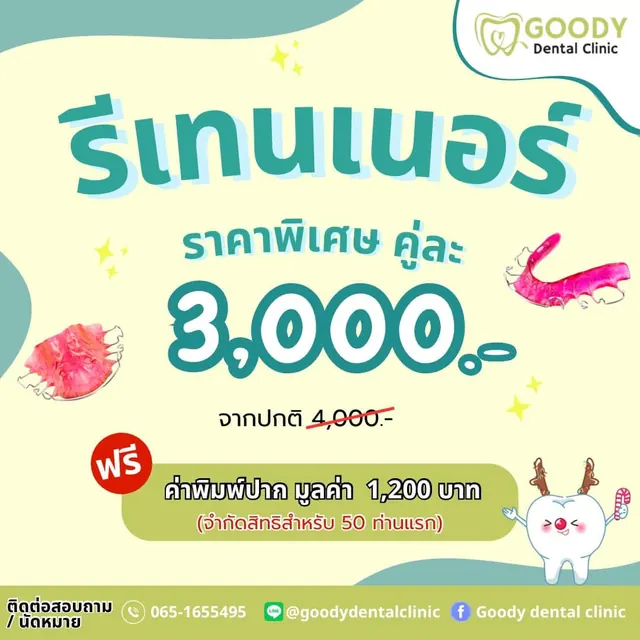 GOODY
Dental Clinic
รีเทนเนอร์
ราคาพิเศษ คู่ละ
3,000.-
จากปกติ 4,000.-
ฟรี
ค่าพิมพ์ปาก มูลค่า 1,200 บาท
(จำกัดสิทธิสำหรับ 50 ท่านแรก)
ติดต่อสอบถาม
/ นัดหมาย
065-1655495
@goodydentalclinic
Goody dental clinic